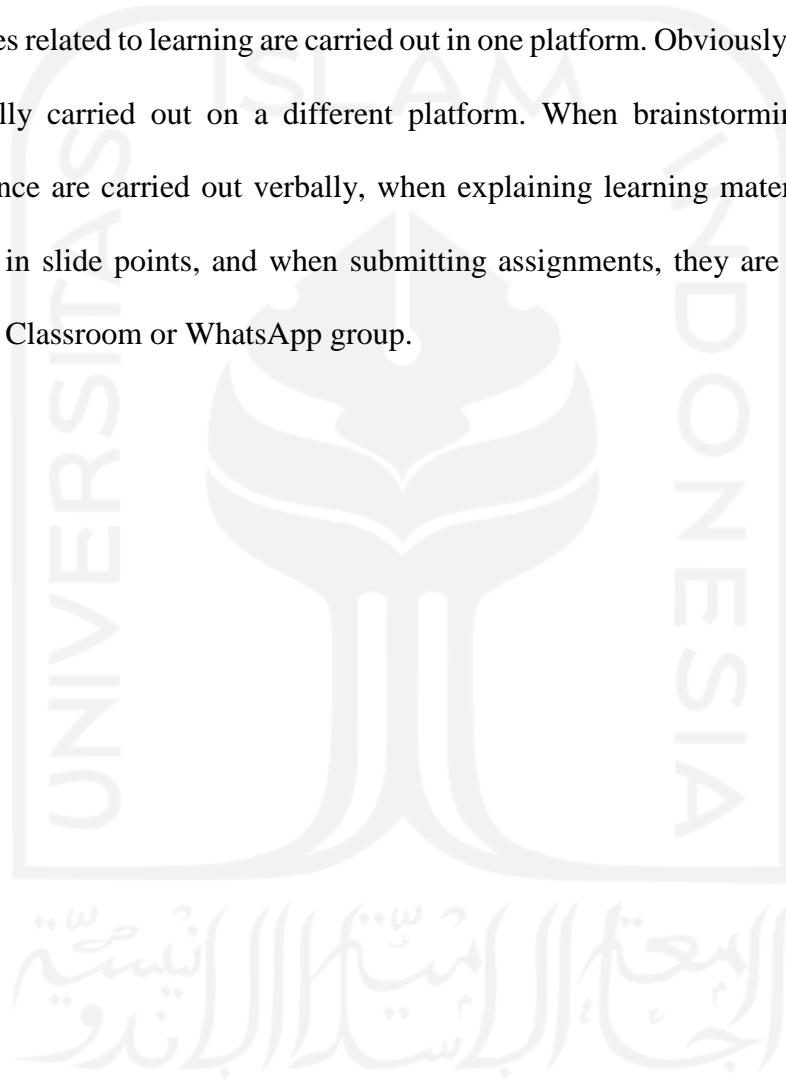 es related to learning are carried out in one platform. Obviously
lly carried out on a different platform. When brainstormin
nce are carried out verbally, when explaining learning mater
in slide points, and when submitting assignments, they are
Classroom or WhatsApp group.
ISLAM
UNIVERSITAS
INDONESIA